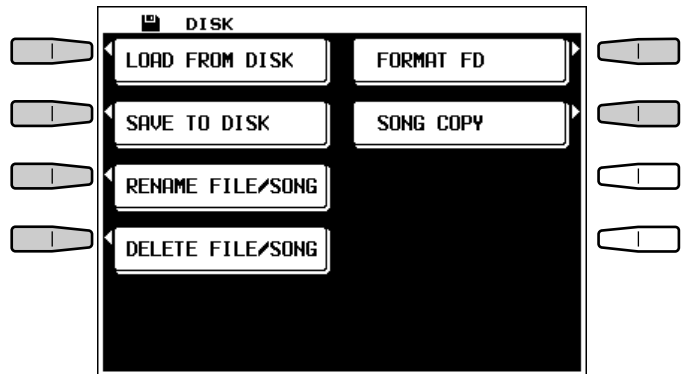 DISK
LOAD FROM DISK
FORMAT FD
SAVE TO DISK
SONG COPY
RENAME FILE/SONG
DELETE FILE/SONG